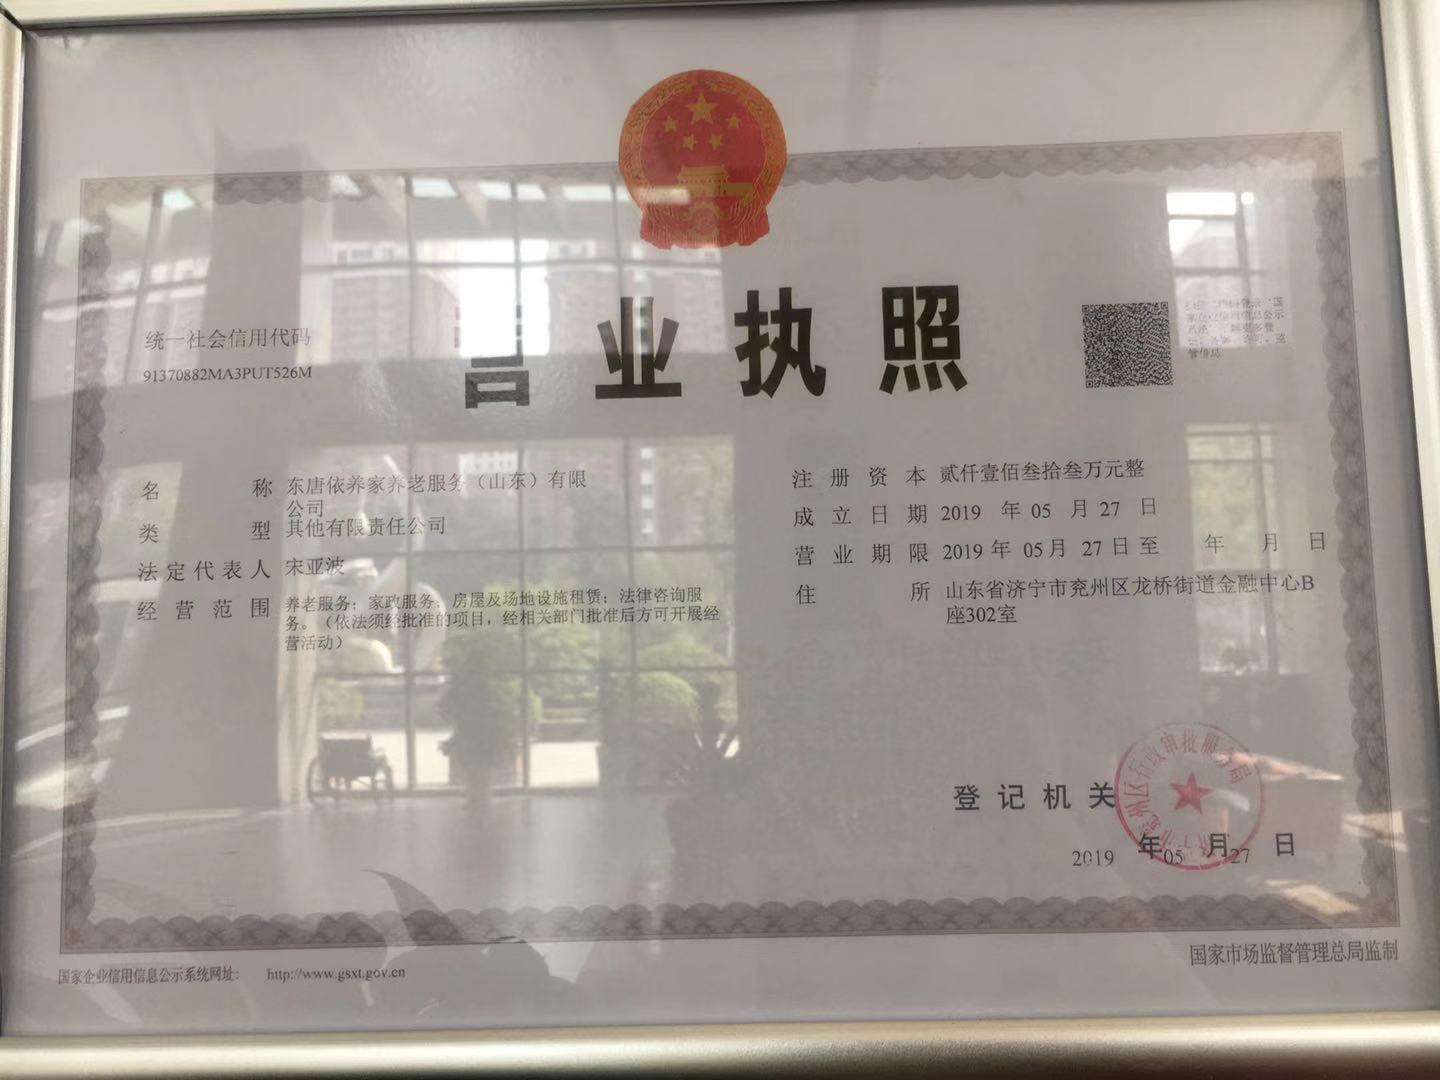 营业执照
统一社会信用代码
91370882MA3PUT526M
名称 东唐依养家养老服务（山东）有限
公司
类型 其他有限责任公司
法定代表人 宋亚波
经营范围 养老服务；家政服务；房屋及场地设施租赁；法律咨询服
务。（依法须经批准的项目，经相关部门批准后方可开展经
营活动）
注册资本 贰仟壹佰叁拾叁万元整
成立日期 2019 年 05 月 27 日
营业期限 2019 年 05 月 27 日 至 年 月 日
住所 山东省济宁市兖州区龙桥街道金融中心B
座302室
登记机关
2019 年 05 月 27 日
国家企业信用信息公示系统网址： http://www.gsxt.gov.cn
国家市场监督管理总局监制